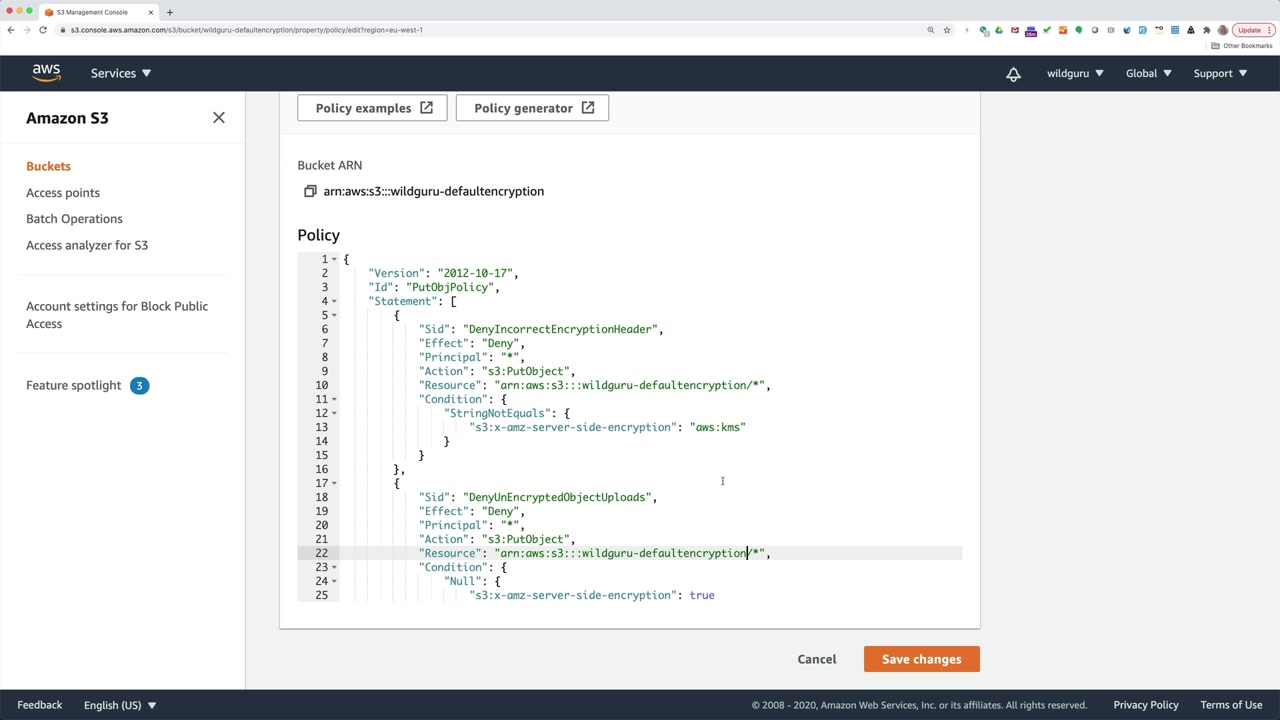 S3 Management Console
s3.console.aws.amazon.com/s3/bucket/wildguru-defaultencryption/property/policy/edit?region=eu-west-1
Update
Other Bookmarks
aws
Services
wildguru
Global
Support
Amazon S3
Buckets
Access points
Batch Operations
Access analyzer for S3
Account settings for Block Public
Access
Feature spotlight 3
Policy examples
Policy generator
Bucket ARN
arn:aws:s3:::wildguru-defaultencryption
Policy
1 {
2 "Version": "2012-10-17",
3 "Id": "PutObjPolicy",
4 "Statement": [
5 {
6 "Sid": "DenyIncorrectEncryptionHeader",
7 "Effect": "Deny",
8 "Principal": "*",
9 "Action": "s3:PutObject",
10 "Resource": "arn:aws:s3:::wildguru-defaultencryption/*",
11 "Condition": {
12 "StringNotEquals": {
13 "s3:x-amz-server-side-encryption": "aws:kms"
14 }
15 }
16 },
17 {
18 "Sid": "DenyUnEncryptedObjectUploads",
19 "Effect": "Deny",
20 "Principal": "*",
21 "Action": "s3:PutObject",
22 "Resource": "arn:aws:s3:::wildguru-defaultencryption/*",
23 "Condition": {
24 "Null": {
25 "s3:x-amz-server-side-encryption": true
Cancel
Save changes
Feedback
English (US)
© 2008 - 2020, Amazon Web Services, Inc. or its affiliates. All rights reserved.
Privacy Policy
Terms of Use